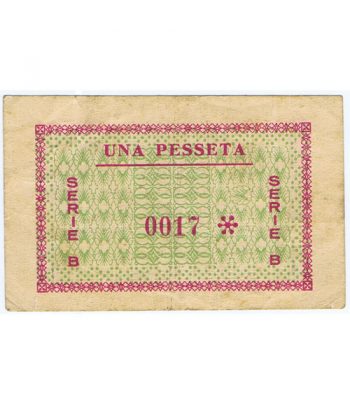 UNA PESSETA
SERIE B
0017 *
SERIE B